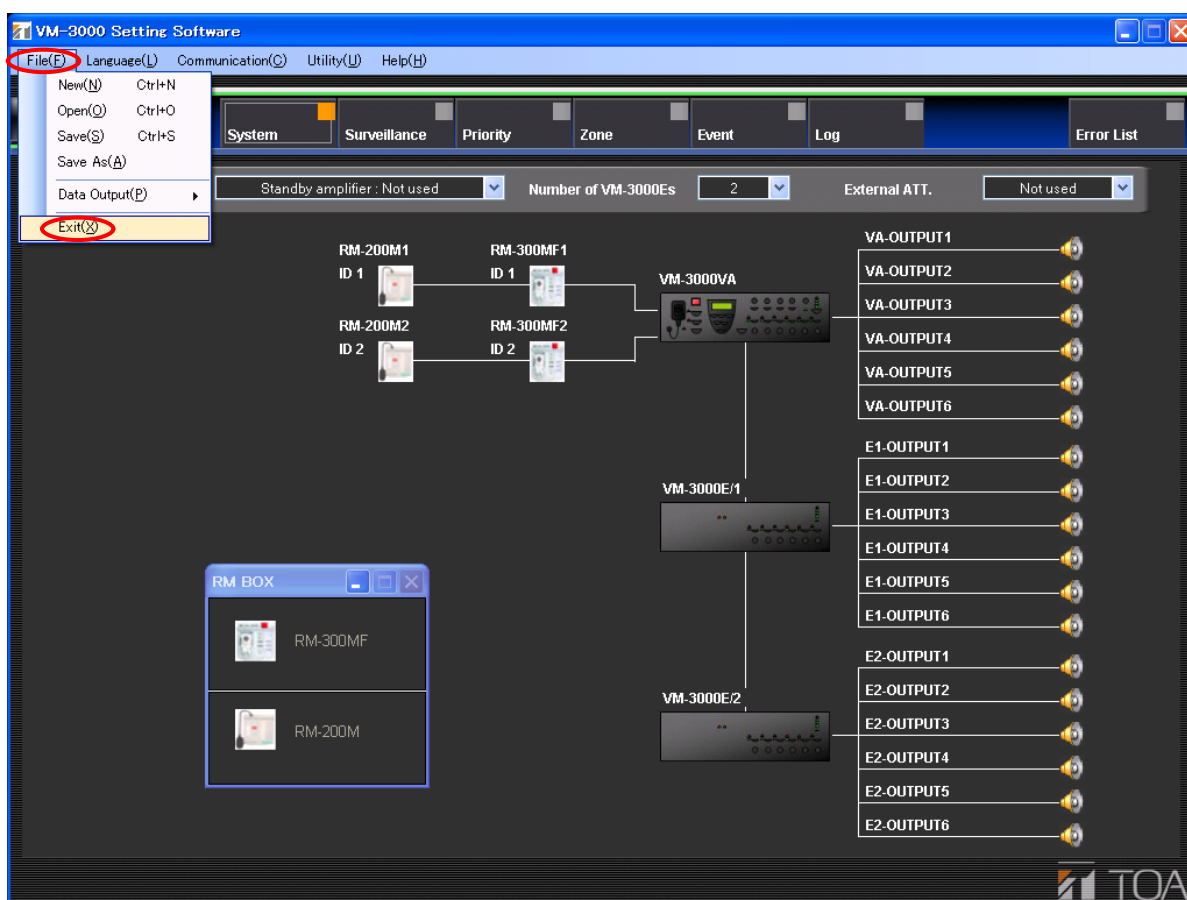 VM-3000 Setting Software
File(F) Language(L) Communication(C) Utility(U) Help(H)
New(N) Ctrl+N
Open(O) Ctrl+O
Save(S) Ctrl+S
Save As(A)
Data Output(P)
Exit(X)
System Surveillance Priority Zone Event Log Error List
Standby amplifier : Not used Number of VM-3000Es 2 External ATT. Not used
RM-200M1 RM-300MF1
ID 1 ID 1
RM-200M2 RM-300MF2
ID 2 ID 2
VM-3000VA
VA-OUTPUT1
VA-OUTPUT2
VA-OUTPUT3
VA-OUTPUT4
VA-OUTPUT5
VA-OUTPUT6
VM-3000E/1
E1-OUTPUT1
E1-OUTPUT2
E1-OUTPUT3
E1-OUTPUT4
E1-OUTPUT5
E1-OUTPUT6
RM BOX
RM-300MF
RM-200M
VM-3000E/2
E2-OUTPUT1
E2-OUTPUT2
E2-OUTPUT3
E2-OUTPUT4
E2-OUTPUT5
E2-OUTPUT6
TOA